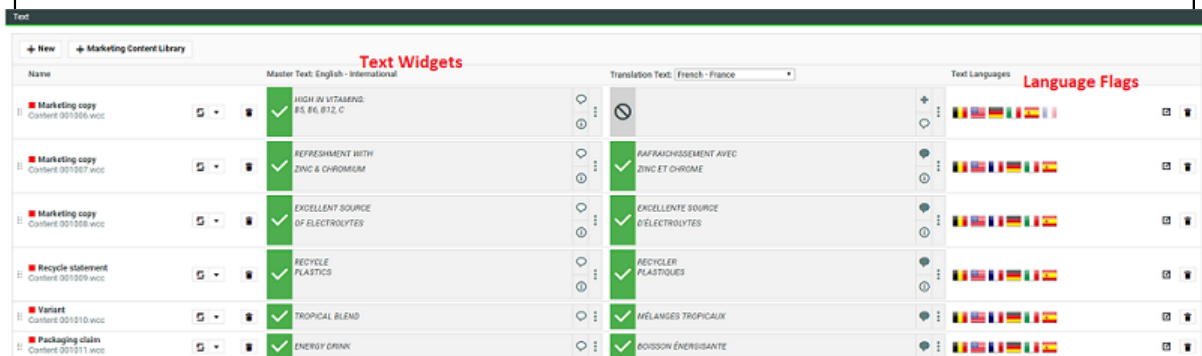 Text
+ New + Marketing Content Library
Text Widgets
Name Master Text: English - International Translation Text: French - France Text Languages
Language Flags
Marketing copy
Content 001006.wcc
HIGH IN VITAMINS:
B5, B6, B12, C
Marketing copy
Content 001007.wcc
REFRESHMENT WITH
ZINC & CHROMIUM
RAFRAICHISSEMENT AVEC
ZINC ET CHROME
Marketing copy
Content 001008.wcc
EXCELLENT SOURCE
OF ELECTROLYTES
EXCELLENTE SOURCE
D'ÉLECTROLYTES
Recycle statement
Content 001009.wcc
RECYCLE
PLASTICS
RECYCLER
PLASTIQUES
Variant
Content 001010.wcc
TROPICAL BLEND
MÉLANGES TROPICAUX
Packaging claim
Content 001011.wcc
ENERGY DRINK
BOISSON ÉNERGISANTE